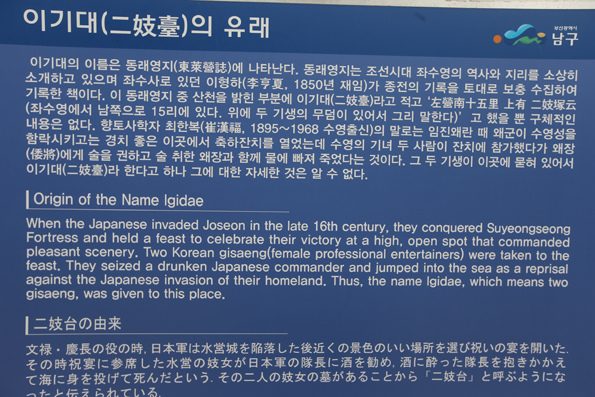 이기대(二妓臺)의 유래
부산광역시
남구
이기대의 이름은 동래영지(東萊營誌)에 나타난다. 동래영지는 조선시대 좌수영의 역사와 지리를 소상히
소개하고 있으며 좌수사로 있던 이형하(李亨夏, 1850년 재임)가 종전의 기록을 토대로 보충 수집하여
기록한 책이다. 이 동래영지 중 산천을 밝힌 부분에 이기대(二妓臺)라고 적고 '左營南十五里 上有 二妓塚云
(좌수영에서 남쪽으로 15리에 있다. 위에 두 기생의 무덤이 있어서 그리 말한다)' 고 했을 뿐 구체적인
내용은 없다. 향토사학자 최한복(崔漢福, 1895~1968 수영출신)의 말로는 임진왜란 때 왜군이 수영성을
함락시키고는 경치 좋은 이곳에서 축하잔치를 열었는데 수영의 기녀 두 사람이 잔치에 참가했다가 왜장
(倭將)에게 술을 권하고 술 취한 왜장과 함께 물에 빠져 죽었다는 것이다. 그 두 기생이 이곳에 묻혀 있어서
이기대(二妓臺)라 한다고 하나 그에 대한 자세한 것은 알 수 없다.
Origin of the Name Igidae
When the Japanese invaded Joseon in the late 16th century, they conquered Suyeongseong
Fortress and held a feast to celebrate their victory at a high, open spot that commanded
pleasant scenery. Two Korean gisaeng(female professional entertainers) were taken to the
feast. They seized a drunken Japanese commander and jumped into the sea as a reprisal
against the Japanese invasion of their homeland. Thus, the name Igidae, which means two
gisaeng, was given to this place.
二妓台の由来
文禄・慶長の役の時, 日本軍は水営城を陥落した後近くの景色のいい場所を選び祝いの宴を開いた.
その時祝宴に参席した水営の妓女が日本軍の隊長に酒を勧め, 酒に酔った隊長を抱きかかえ
て海に身を投げて死んだという. その二人の妓女の墓があることから「二妓台」と呼ぶようにな
ったと伝えられている.